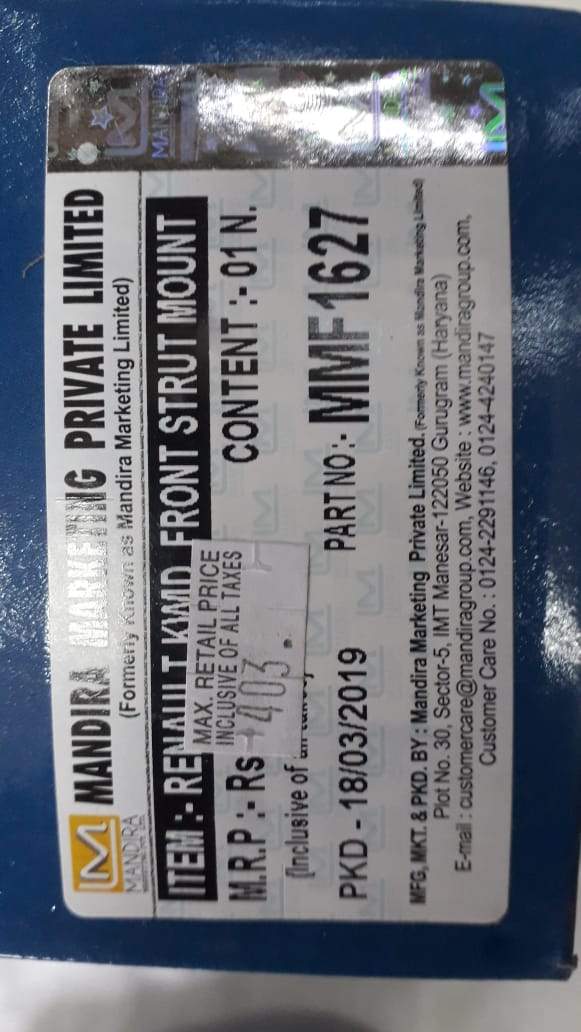 MANDIRA
MANDIRA MARKETING PRIVATE LIMITED
(Formerly Known as Mandira Marketing Limited)
MANDIRA
ITEM :- RENAULT KWID FRONT STRUT MOUNT
M.R.P :- Rs
CONTENT :- 01 N.
MAX. RETAIL PRICE
INCLUSIVE OF ALL TAXES
403.
(Inclusive of
PKD - 18/03/2019
PART NO :- MMF1627
MFG, MKT. & PKD. BY : Mandira Marketing Private Limited. (Formerly Known as Mandira Marketing Limited)
Plot No. 30, Sector-5, IMT Manesar-122050 Gurugram (Haryana)
E-mail : customercare@mandiragroup.com, Website : www.mandiragroup.com,
Customer Care No. : 0124-2291146, 0124-4240147